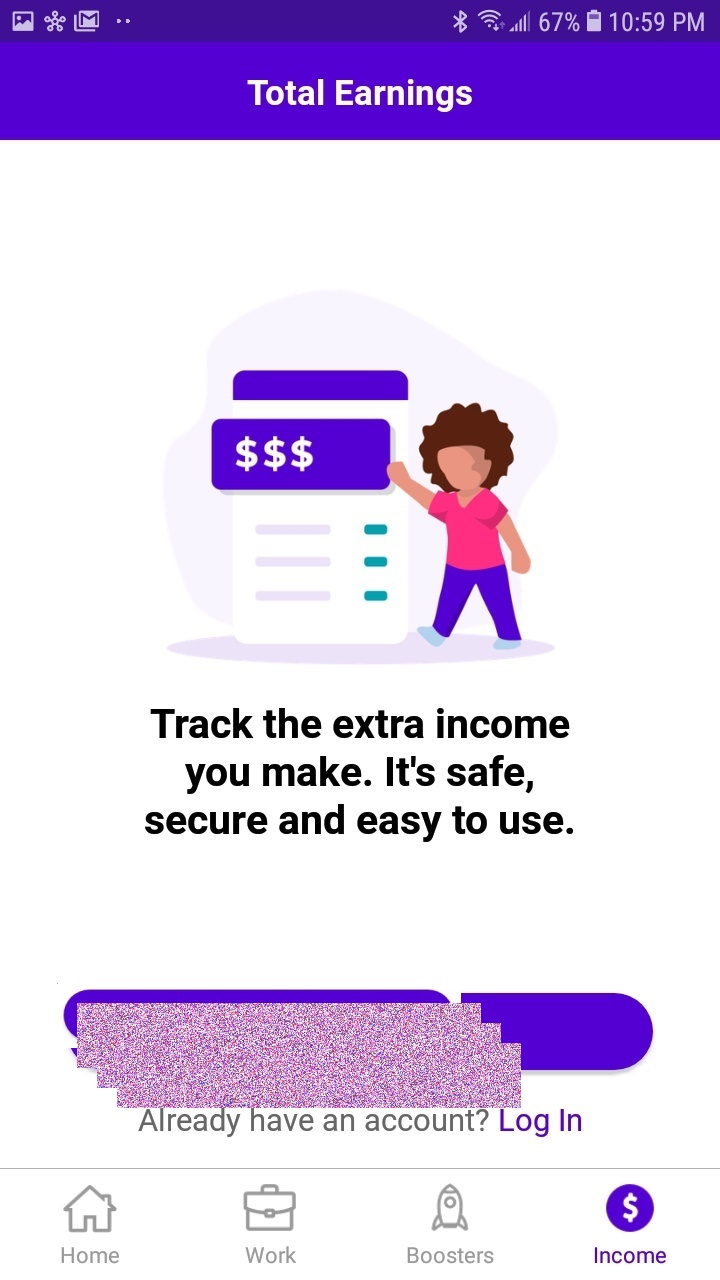 67% 10:59 PM
Total Earnings
$$$
Track the extra income
you make. It's safe,
secure and easy to use.
Already have an account? Log In
$
Home Work Boosters Income